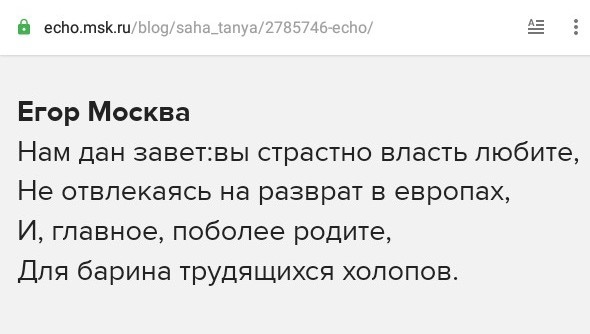 echo.msk.ru/blog/saha_tanya/2785746-echo/
Егор Москва
Нам дан завет:вы страстно власть любите,
Не отвлекаясь на разврат в европах,
И, главное, поболее родите,
Для барина трудящихся холопов.